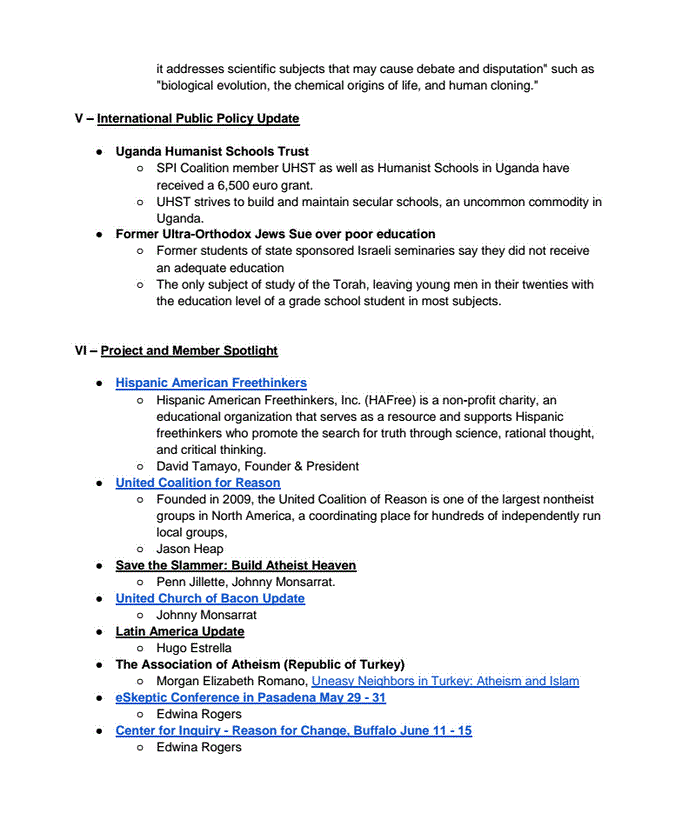 it addresses scientific subjects that may cause debate and disputation" such as
"biological evolution, the chemical origins of life, and human cloning."
V – International Public Policy Update
● Uganda Humanist Schools Trust
○ SPI Coalition member UHST as well as Humanist Schools in Uganda have
received a 6,500 euro grant.
○ UHST strives to build and maintain secular schools, an uncommon commodity in
Uganda.
● Former Ultra-Orthodox Jews Sue over poor education
○ Former students of state sponsored Israeli seminaries say they did not receive
an adequate education
○ The only subject of study of the Torah, leaving young men in their twenties with
the education level of a grade school student in most subjects.
VI – Project and Member Spotlight
● Hispanic American Freethinkers
○ Hispanic American Freethinkers, Inc. (HAFree) is a non-profit charity, an
educational organization that serves as a resource and supports Hispanic
freethinkers who promote the search for truth through science, rational thought,
and critical thinking.
○ David Tamayo, Founder & President
● United Coalition for Reason
○ Founded in 2009, the United Coalition of Reason is one of the largest nontheist
groups in North America, a coordinating place for hundreds of independently run
local groups,
○ Jason Heap
● Save the Slammer: Build Atheist Heaven
○ Penn Jillette, Johnny Monsarrat.
● United Church of Bacon Update
○ Johnny Monsarrat
● Latin America Update
○ Hugo Estrella
● The Association of Atheism (Republic of Turkey)
○ Morgan Elizabeth Romano, Uneasy Neighbors in Turkey: Atheism and Islam
● eSkeptic Conference in Pasadena May 29 - 31
○ Edwina Rogers
● Center for Inquiry - Reason for Change, Buffalo June 11 - 15
○ Edwina Rogers